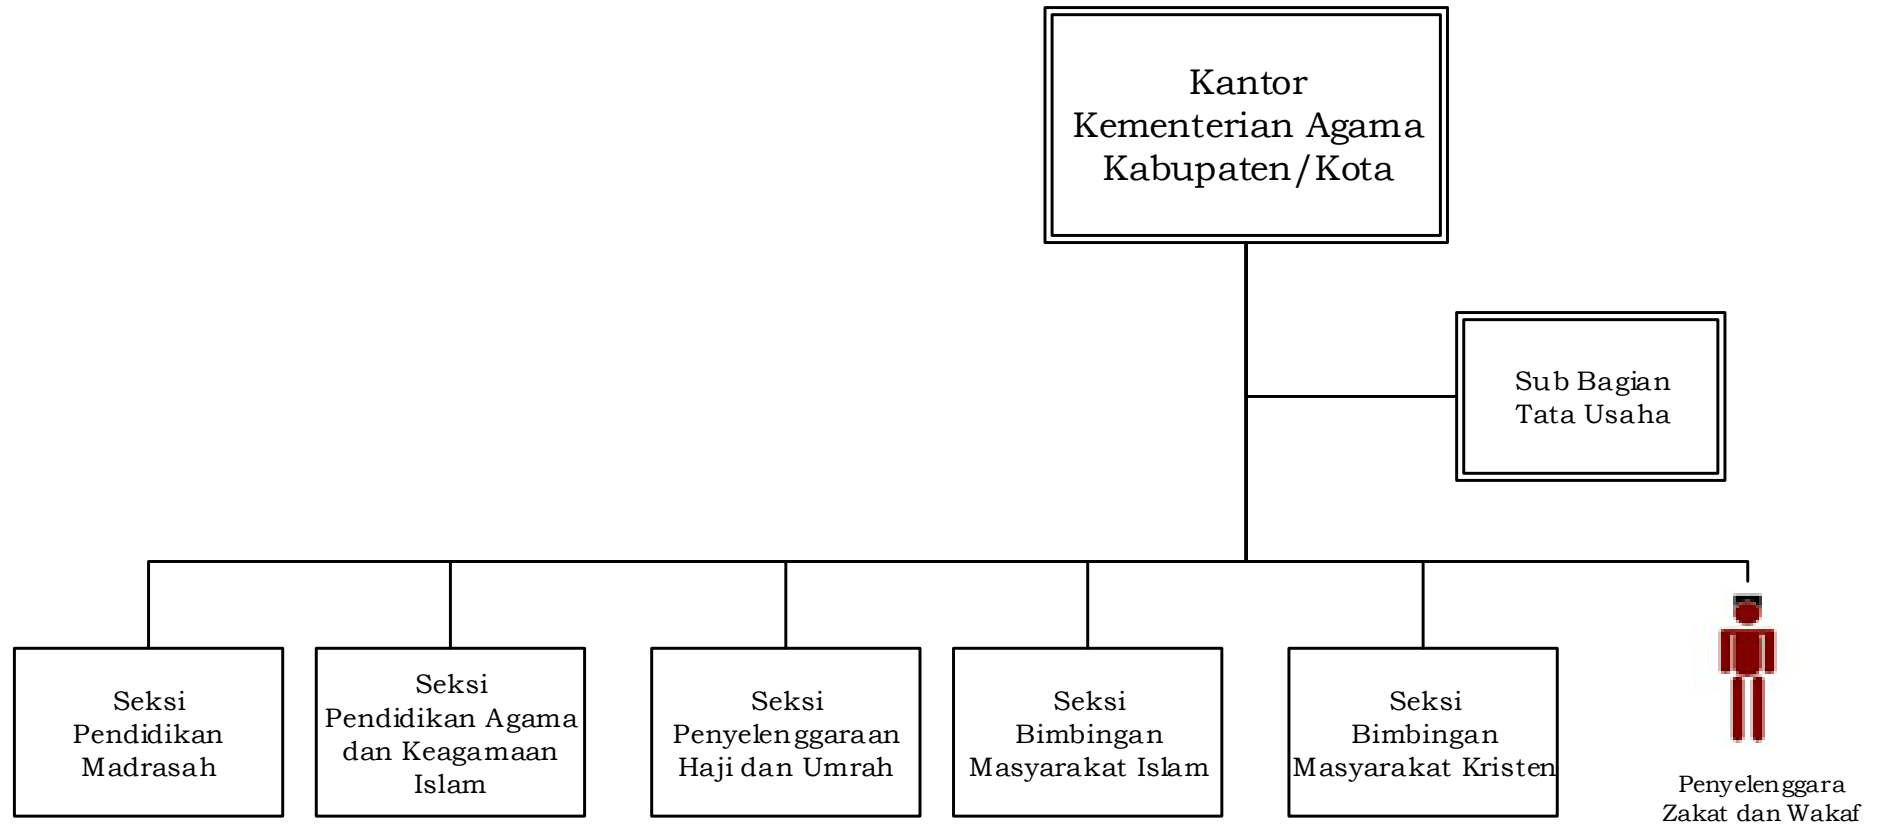 Kantor
Kementerian Agama
Kabupaten/Kota
Sub Bagian
Tata Usaha
Seksi
Pendidikan
Madrasah
Seksi
Pendidikan Agama
dan Keagamaan
Islam
Seksi
Penyelenggaraan
Haji dan Umrah
Seksi
Bimbingan
Masyarakat Islam
Seksi
Bimbingan
Masyarakat Kristen
Penyelenggara
Zakat dan Wakaf